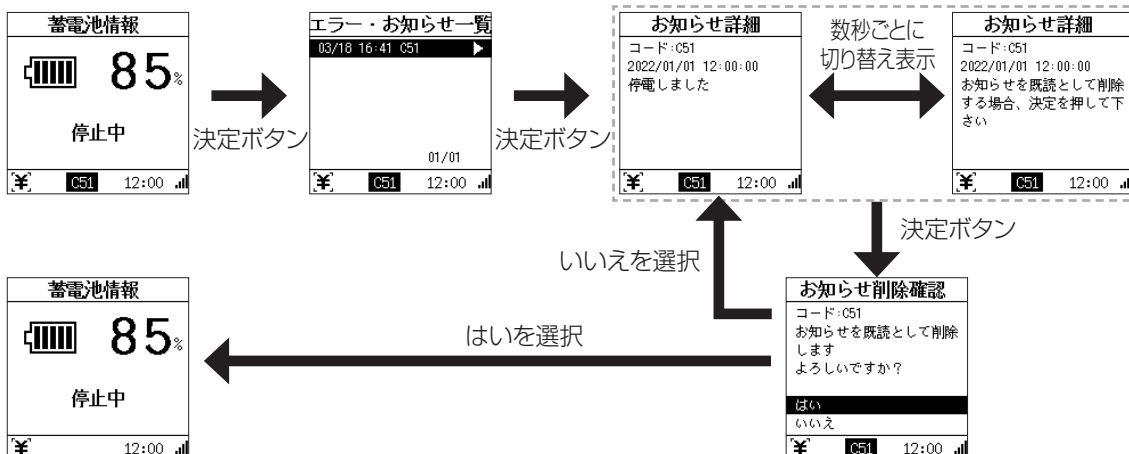 蓄電池情報
85%
停止中
[¥] C51 12:00
決定ボタン
エラー・お知らせ一覧
03/18 16:41 C51 ▶
01/01
[¥] C51 12:00
決定ボタン
お知らせ詳細
コード:C51
2022/01/01 12:00:00
停電しました
[¥] C51 12:00
数秒ごとに
切り替え表示
お知らせ詳細
コード:C51
2022/01/01 12:00:00
お知らせを既読として削除
する場合、決定を押して下
さい
[¥] C51 12:00
決定ボタン
いいえを選択
お知らせ削除確認
コード:C51
お知らせを既読として削除
します
よろしいですか?
はい
いいえ
[¥] C51 12:00
はいを選択
蓄電池情報
85%
停止中
[¥] 12:00